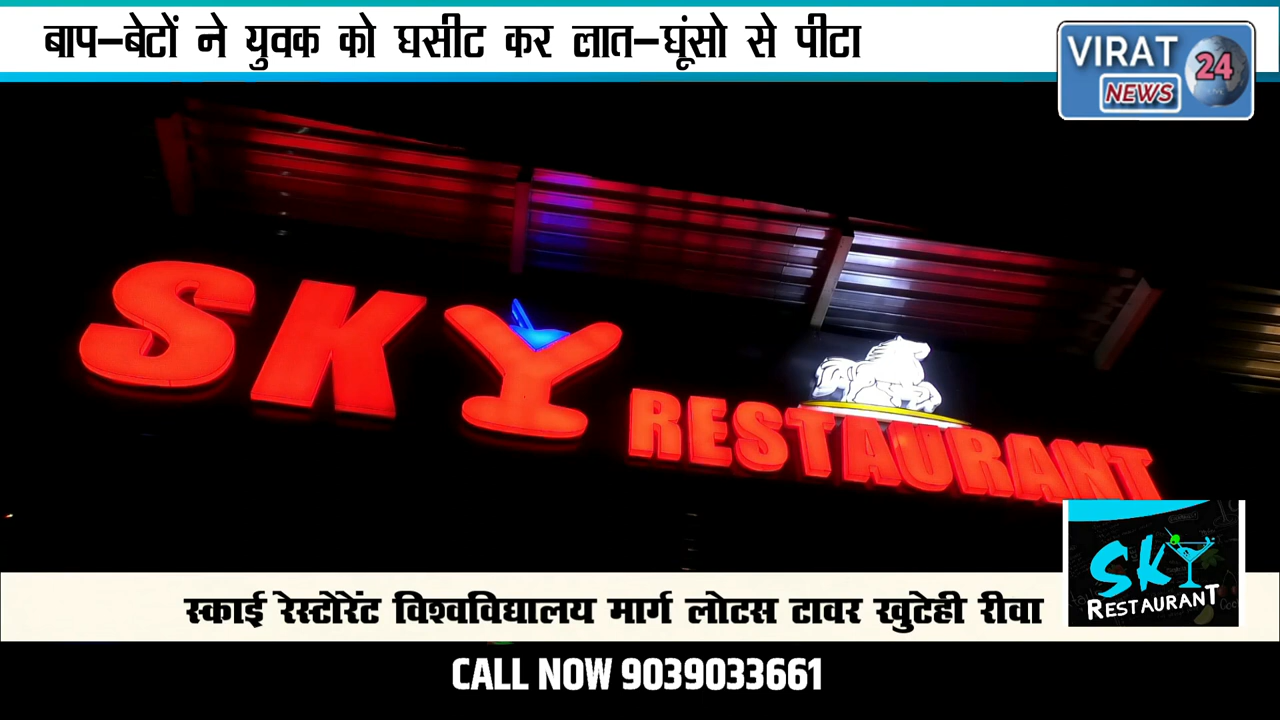 बाप-बेटों ने युवक को घसीट कर लात-घूंसो से पीटा
VIRAT
24
NEWS
SKY
RESTAURANT
SKY
RESTAURANT
स्काई रेस्टोरेंट विश्वविद्यालय मार्ग लोटस टावर खुटेही रीवा
CALL NOW 9039033661